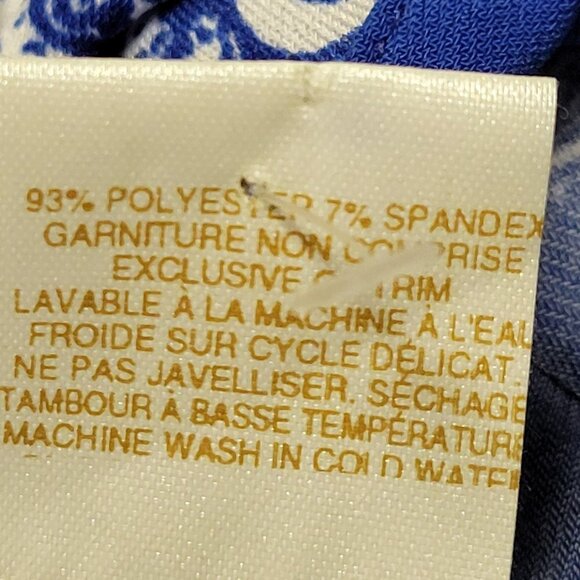 93% POLYESTER 7% SPANDEX
GARNITURE NON COMPRISE
EXCLUSIVE OF TRIM
LAVABLE À LA MACHINE À L'EAU
FROIDE SUR CYCLE DÉLICAT.
NE PAS JAVELLISER. SÉCHAGE
TAMBOUR À BASSE TEMPÉRATURE
MACHINE WASH IN COLD WATER